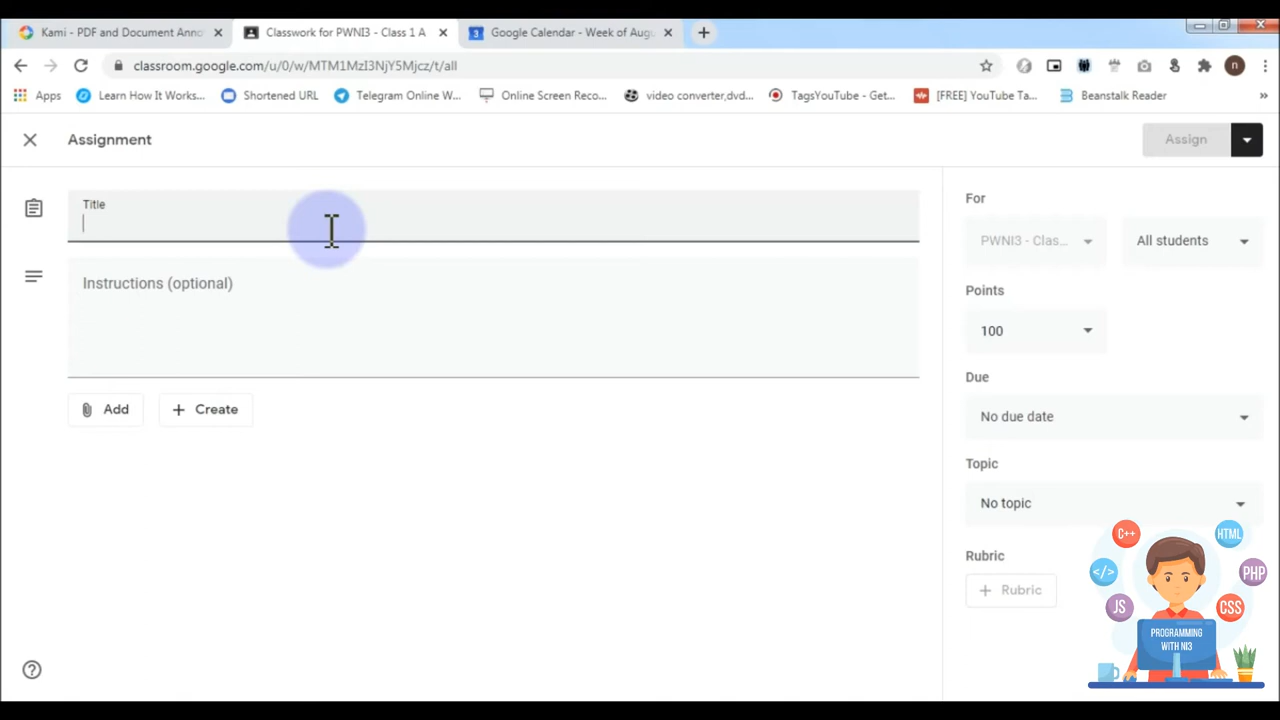 Kami - PDF and Document Anno
Classwork for PWNI3 - Class 1 A
Google Calendar - Week of Aug
classroom.google.com/u/0/w/MTM1MzI3NjY5Mjcz/t/all
n
Apps
Learn How It Works...
Shortened URL
Telegram Online W...
Online Screen Reco...
video converter,dvd...
TagsYouTube - Get...
[FREE] YouTube Ta...
Beanstalk Reader
»
Assignment
Assign
Title
Instructions (optional)
Add
Create
For
PWNI3 - Clas...
All students
Points
100
Due
No due date
Topic
No topic
Rubric
+ Rubric
C++
HTML
</>
PHP
JS
CSS
PROGRAMMING
WITH NI3